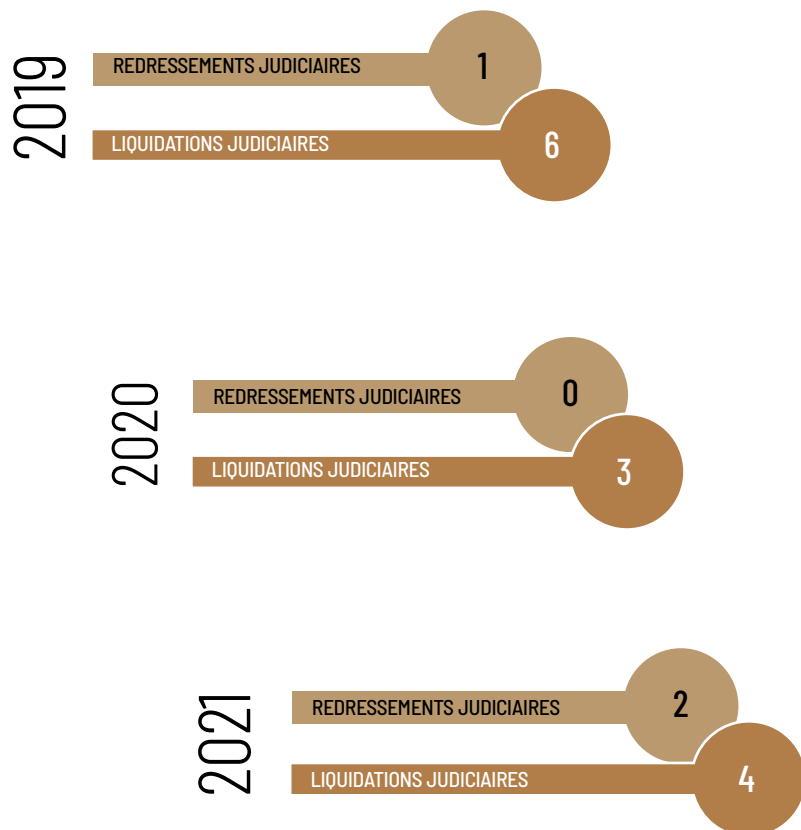 2019
REDRESSEMENTS JUDICIAIRES 1
LIQUIDATIONS JUDICIAIRES 6
2020
REDRESSEMENTS JUDICIAIRES 0
LIQUIDATIONS JUDICIAIRES 3
2021
REDRESSEMENTS JUDICIAIRES 2
LIQUIDATIONS JUDICIAIRES 4